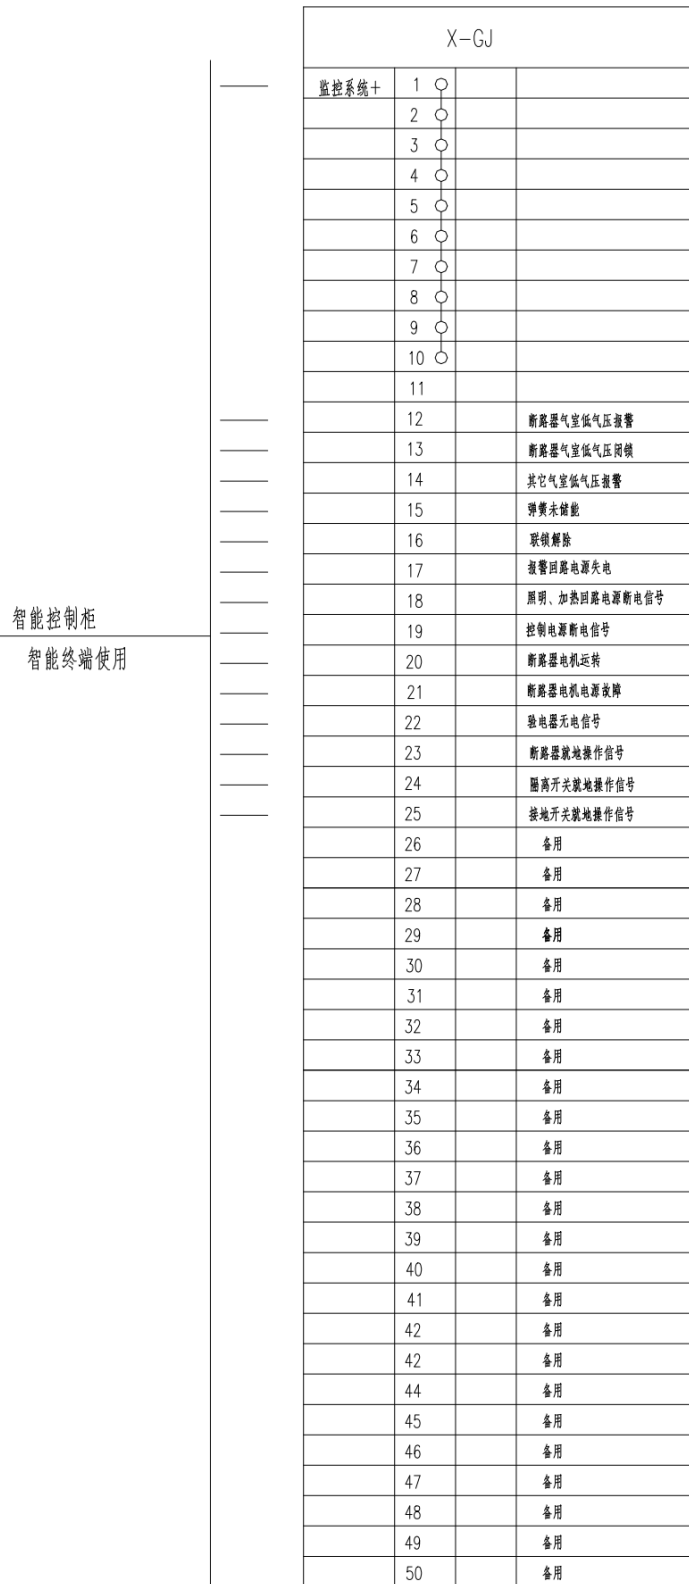 X-GJ
监控系统+ 1
2
3
4
5
6
7
8
9
10
11
12 断路器气室低气压报警
13 断路器气室低气压闭锁
14 其它气室低气压报警
15 弹簧未储能
16 联锁解除
17 报警回路电源失电
18 照明、加热回路电源断电信号
智能控制柜
19 控制电源断电信号
智能终端使用
20 断路器电机运转
21 断路器电机电源故障
22 验电器无电信号
23 断路器就地操作信号
24 隔离开关就地操作信号
25 接地开关就地操作信号
26 备用
27 备用
28 备用
29 备用
30 备用
31 备用
32 备用
33 备用
34 备用
35 备用
36 备用
37 备用
38 备用
39 备用
40 备用
41 备用
42 备用
42 备用
44 备用
45 备用
46 备用
47 备用
48 备用
49 备用
50 备用